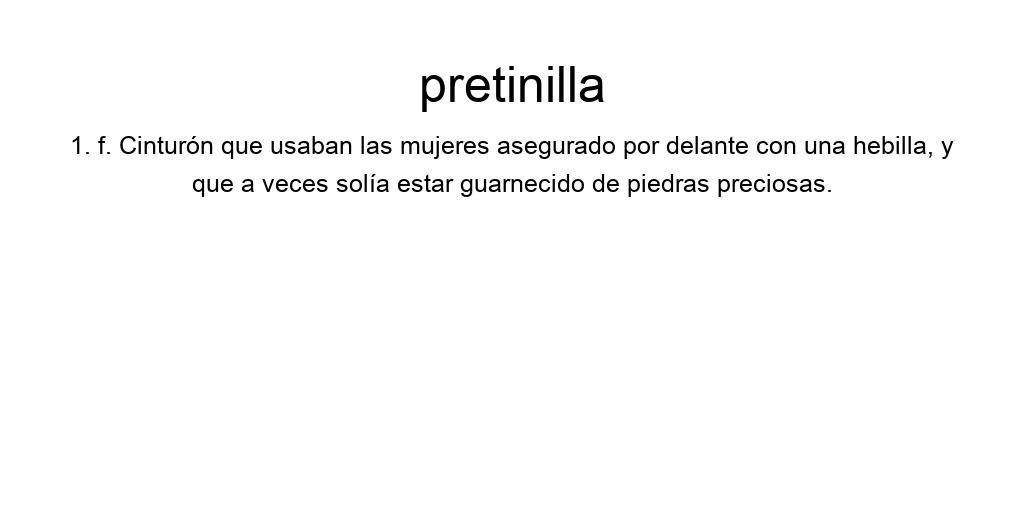 pretinilla
1. f. Cinturón que usaban las mujeres asegurado por delante con una hebilla, y
que a veces solía estar guarnecido de piedras preciosas.